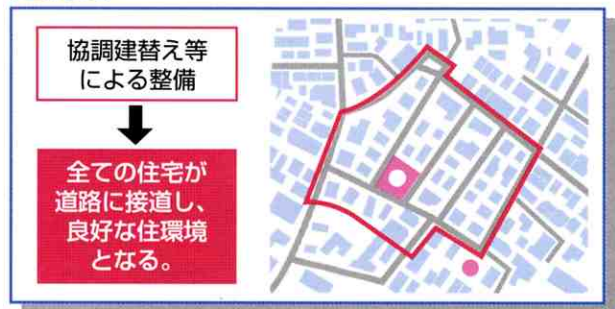 協調建替え等
による整備
全ての住宅が
道路に接道し、
良好な住環境
となる。